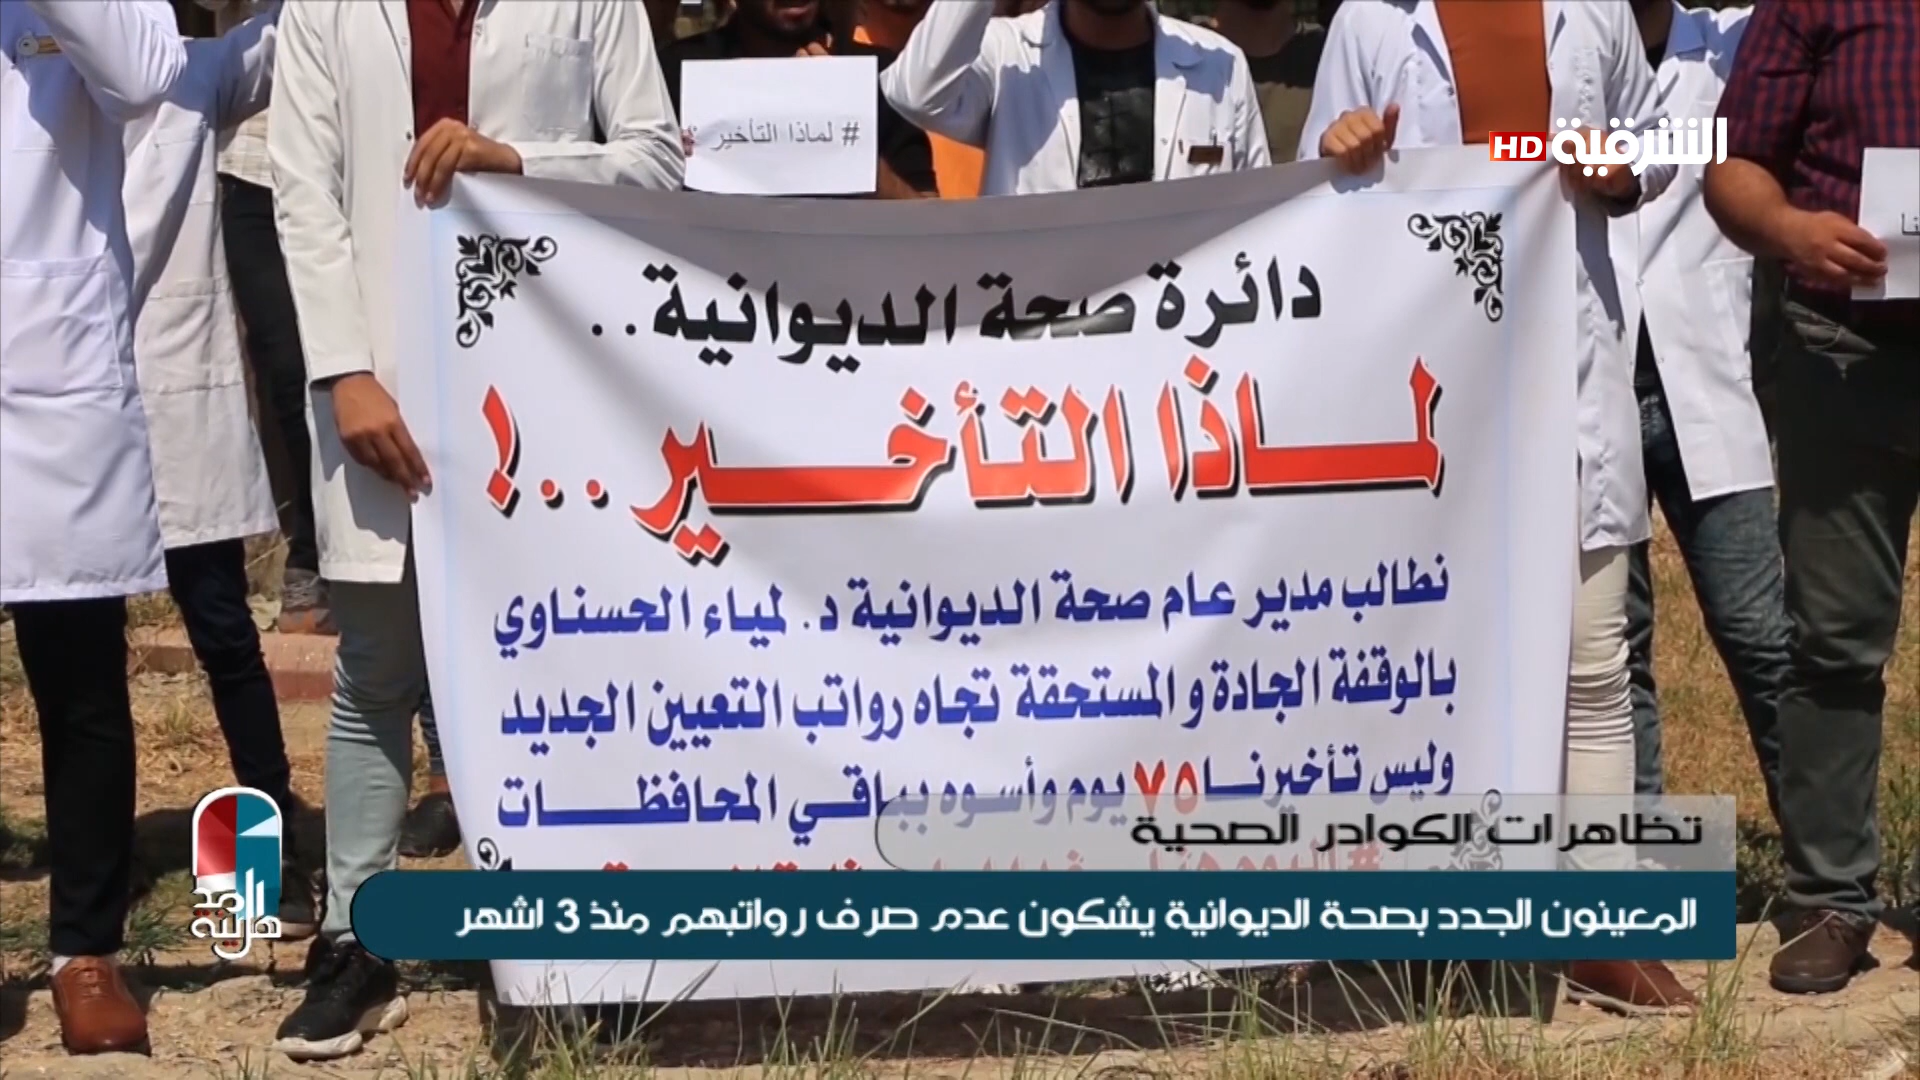 # لماذا التأخير
الشرقية HD
نا
دائرة صحة الديوانية..
لماذا التأخير..!
نطالب مدير عام صحة الديوانية د. لمياء الحسناوي
بالوقفة الجادة والمستحقة تجاه رواتب التعيين الجديد
وليس تأخيرنا ٧٥ يوم وأسوه بباقي المحافظات
تظاهرات الكوادر الصحية
المعينون الجدد بصحة الديوانية يشكون عدم صرف رواتبهم منذ 3 اشهر